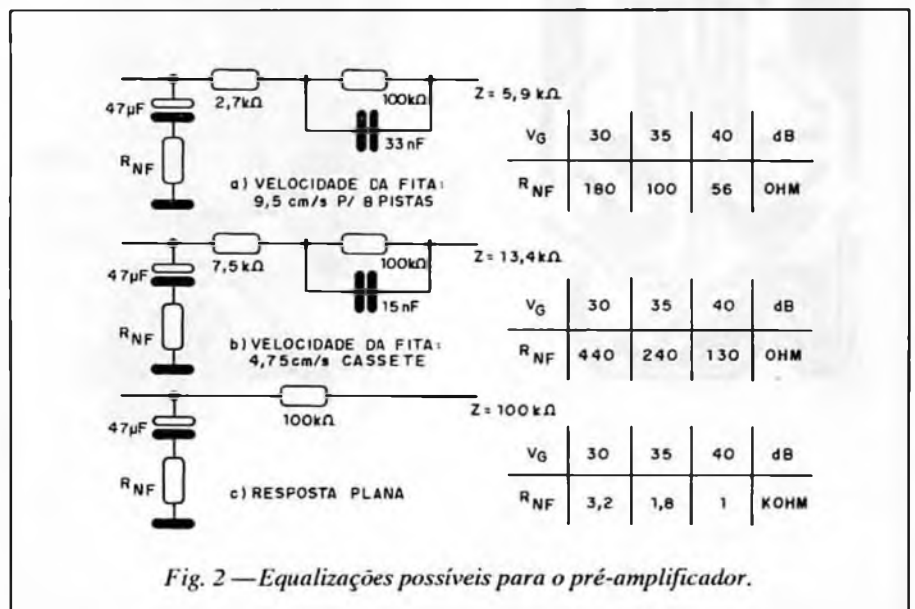 47µF
R NF
2,7kΩ
100kΩ
33 nF
Z = 5,9 kΩ
a) VELOCIDADE DA FITA:
9,5 cm/s P/ 8 PISTAS
VG 30 35 40 dB
RNF 180 100 56 OHM
47µF
RNF
7,5kΩ
100kΩ
15nF
Z = 13,4kΩ
b) VELOCIDADE DA FITA:
4,75cm/s CASSETE
VG 30 35 40 dB
RNF 440 240 130 OHM
47µF
RNF
100kΩ
Z = 100 kΩ
c) RESPOSTA PLANA
VG 30 35 40 dB
RNF 3,2 1,8 1 KOHM
Fig. 2 — Equalizações possíveis para o pré-amplificador.